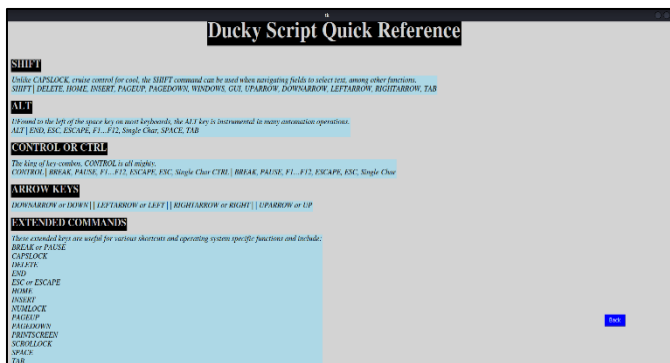 tk
Ducky Script Quick Reference
SHIFT
Unlike CAPSLOCK, cruise control for cool, the SHIFT command can be used when navigating fields to select text, among other functions.
SHIFT | DELETE, HOME, INSERT, PAGEUP, PAGEDOWN, WINDOWS, GUI, UPARROW, DOWNARROW, LEFTARROW, RIGHTARROW, TAB
ALT
UFound to the left of the space key on most keyboards, the ALT key is instrumental in many automation operations.
ALT | END, ESC, ESCAPE, F1...F12, Single Char, SPACE, TAB
CONTROL OR CTRL
The king of key-combos, CONTROL is all mighty.
CONTROL | BREAK, PAUSE, F1...F12, ESCAPE, ESC, Single Char CTRL | BREAK, PAUSE, F1...F12, ESCAPE, ESC, Single Char
ARROW KEYS
DOWNARROW or DOWN | | LEFTARROW or LEFT | | RIGHTARROW or RIGHT | | UPARROW or UP
EXTENDED COMMANDS
These extended keys are useful for various shortcuts and operating system specific functions and include:
BREAK or PAUSE
CAPSLOCK
DELETE
END
ESC or ESCAPE
HOME
INSERT
NUMLOCK
PAGEUP
PAGEDOWN
PRINTSCREEN
SCROLLOCK
SPACE
TAB
Back